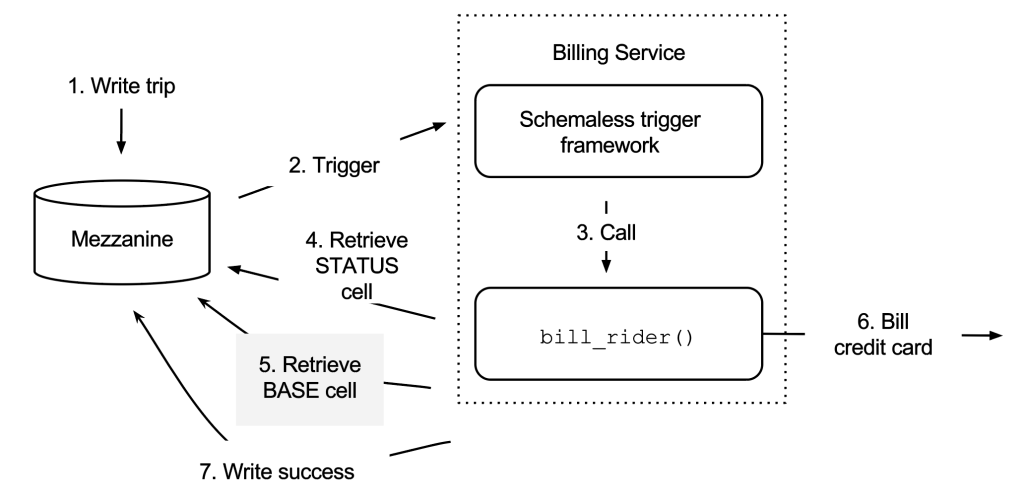 Billing Service
1. Write trip
Schemaless trigger
framework
2. Trigger
Mezzanine
3. Call
4. Retrieve
STATUS
cell
bill_rider()
6. Bill
credit card
5. Retrieve
BASE cell
7. Write success